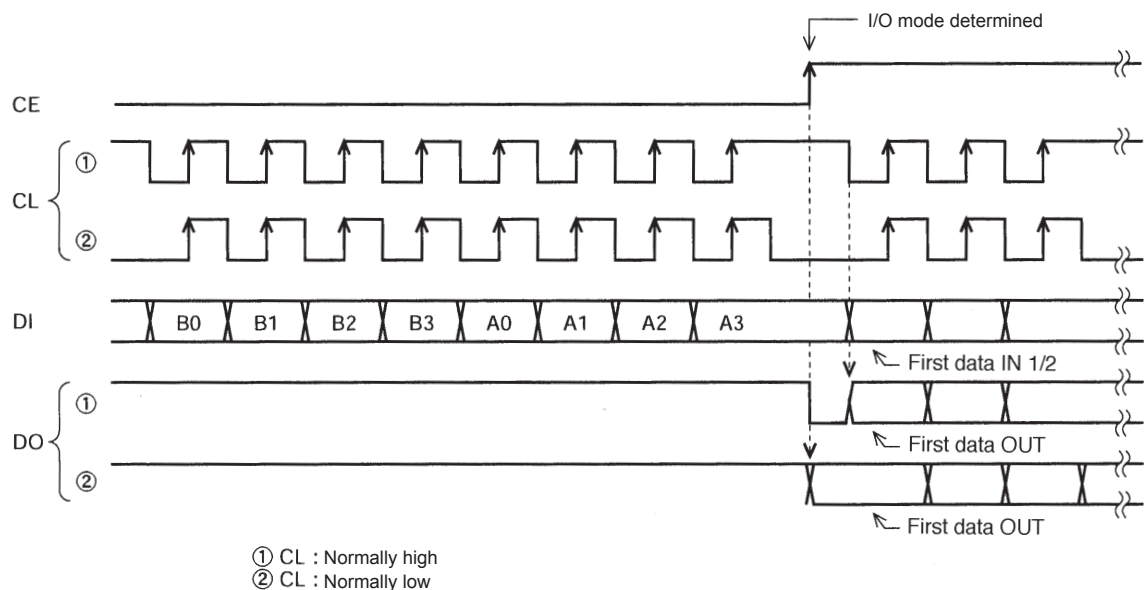 I/O mode determined
CE
CL
①
②
DI B0 B1 B2 B3 A0 A1 A2 A3
First data IN 1/2
DO
①
First data OUT
②
First data OUT
① CL : Normally high
② CL : Normally low